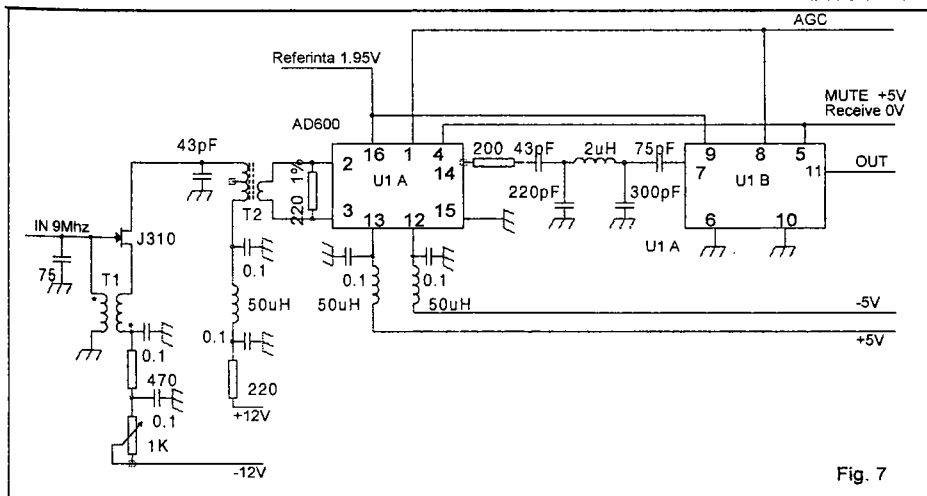 AGC
Referinta 1.95V
MUTE +5V
Receive 0V
AD600
43pF
2
16
1
4
14
200
43pF
2uH
75pF
9
8
5
7
11
OUT
U1 A
U1 B
220 1%
T2
3
13
12
15
220pF
300pF
6
10
U1 A
IN 9Mhz
J310
75
T1
0.1
50uH
0.1
0.1
50uH
50uH
-5V
+5V
0.1
470
0.1
0.1
220
+12V
1K
-12V
Fig. 7